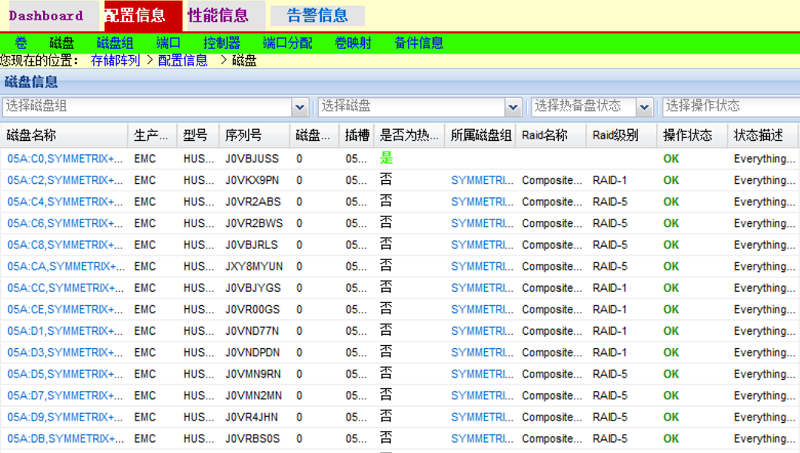 Dashboard 配置信息 性能信息 告警信息
卷 磁盘 磁盘组 端口 控制器 端口分配 卷映射 备件信息
您现在的位置： 存储阵列 > 配置信息 > 磁盘
磁盘信息
选择磁盘组 选择磁盘 选择热备盘状态 选择操作状态
磁盘名称 生产... 型号 序列号 磁盘... 插槽 是否为热... 所属磁盘组 Raid名称 Raid级别 操作状态 状态描述
05A:C0,SYMMETRIX+... EMC HUS... J0VBJUSS 0 05... 是 OK Everything...
05A:C2,SYMMETRIX+... EMC HUS... J0VKX9PN 0 05... 否 SYMMETRI... Composite... RAID-1 OK Everything...
05A:C4,SYMMETRIX+... EMC HUS... J0VR2ABS 0 05... 否 SYMMETRI... Composite... RAID-5 OK Everything...
05A:C6,SYMMETRIX+... EMC HUS... J0VR2BWS 0 05... 否 SYMMETRI... Composite... RAID-5 OK Everything...
05A:C8,SYMMETRIX+... EMC HUS... J0VBJRLS 0 05... 否 SYMMETRI... Composite... RAID-5 OK Everything...
05A:CA,SYMMETRIX+... EMC HUS... JXY8MYUN 0 05... 否 SYMMETRI... Composite... RAID-5 OK Everything...
05A:CC,SYMMETRIX+... EMC HUS... J0VBJYGS 0 05... 否 SYMMETRI... Composite... RAID-5 OK Everything...
05A:CE,SYMMETRIX+... EMC HUS... J0VR00GS 0 05... 否 SYMMETRI... Composite... RAID-1 OK Everything...
05A:D1,SYMMETRIX+... EMC HUS... J0VND77N 0 05... 否 SYMMETRI... Composite... RAID-1 OK Everything...
05A:D3,SYMMETRIX+... EMC HUS... J0VNDPDN 0 05... 否 SYMMETRI... Composite... RAID-1 OK Everything...
05A:D5,SYMMETRIX+... EMC HUS... J0VMN9RN 0 05... 否 SYMMETRI... Composite... RAID-5 OK Everything...
05A:D7,SYMMETRIX+... EMC HUS... J0VMN2MN 0 05... 否 SYMMETRI... Composite... RAID-5 OK Everything...
05A:D9,SYMMETRIX+... EMC HUS... J0VR4JHN 0 05... 否 SYMMETRI... Composite... RAID-5 OK Everything...
05A:DB,SYMMETRIX+... EMC HUS... J0VRBS0S 0 05... 否 SYMMETRI... Composite... RAID-5 OK Everything...